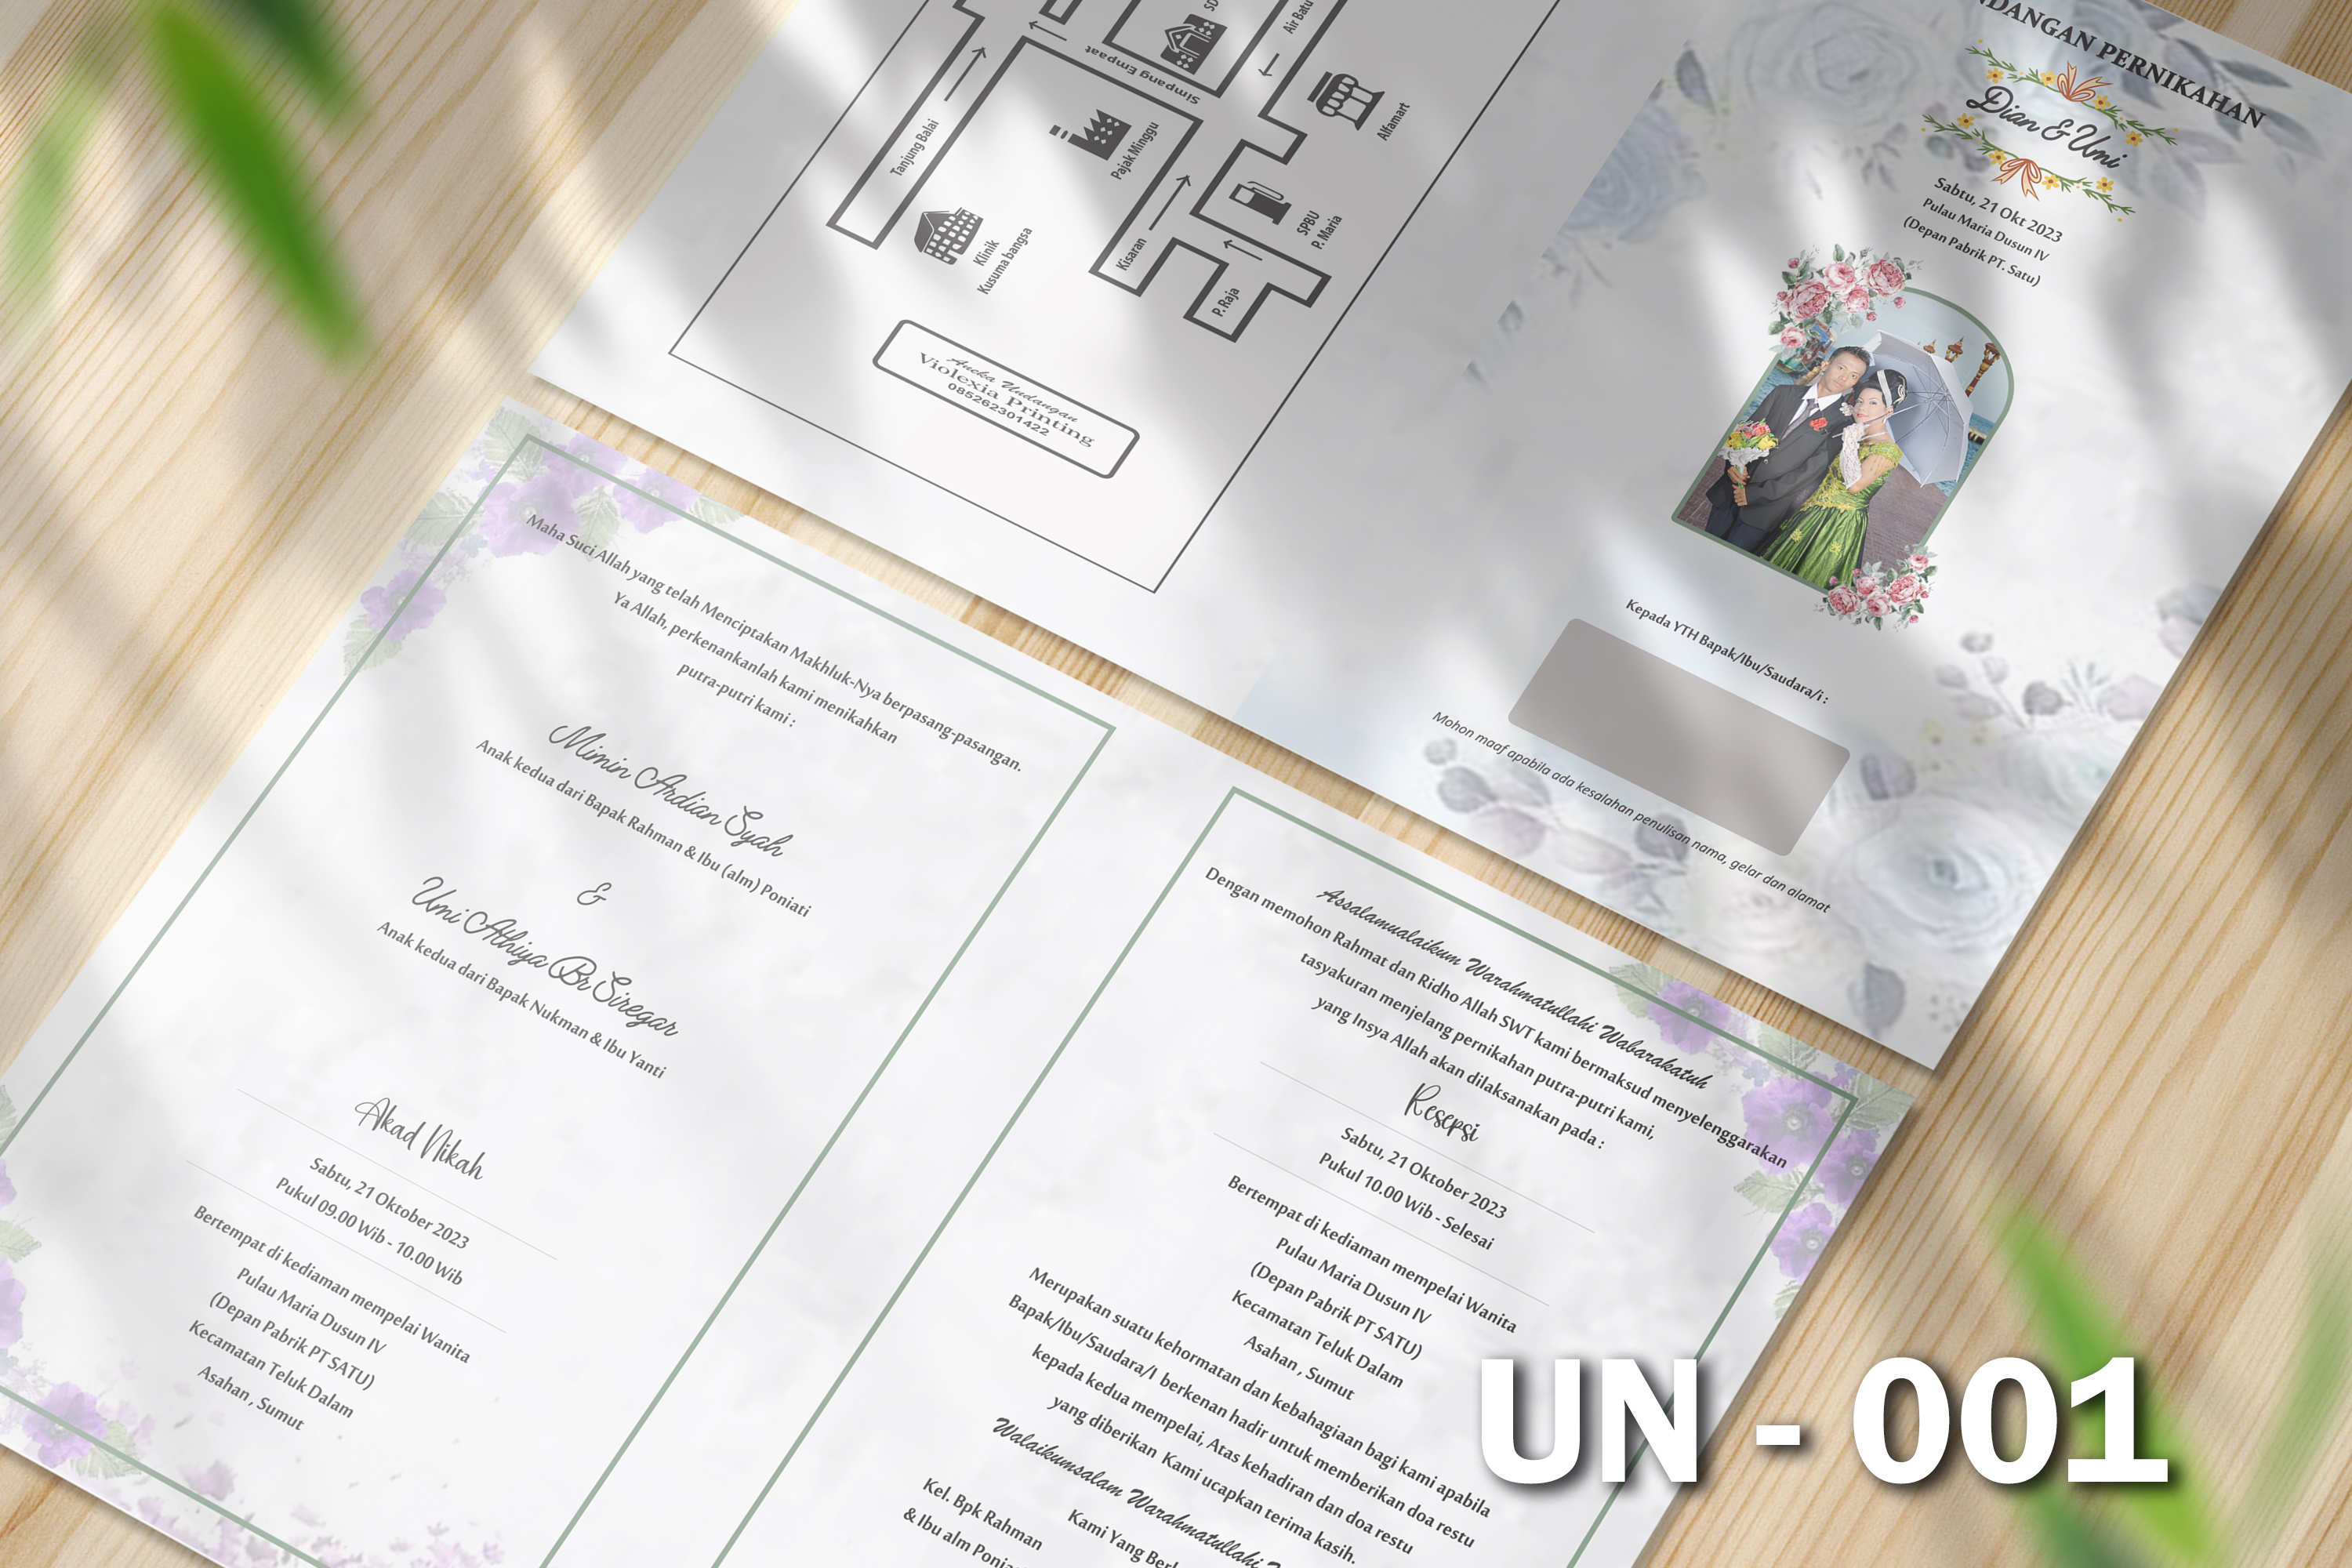 SD
Air Batu
Simpang Empaat
Tanjung Balai
Pajak Minggu
Alfamart
Klinik
Kusuma bangsa
Kisaran
SPBU
P. Maria
P. Raja
Aneka Undangan
Violexia Printing
085262301422
NDANGAN PERNIKAHAN
Dian & Umi
Sabtu, 21 Okt 2023
Pulau Maria Dusun IV
(Depan Pabrik PT. Satu)
Kepada YTH Bapak/Ibu/Saudara/i :
Mohon maaf apabila ada kesalahan penulisan nama, gelar dan alamat
Maha Suci Allah yang telah Menciptakan Makhluk-Nya berpasang-pasangan.
Ya Allah, perkenankanlah kami menikahkan
putra-putri kami :
Mimin Ardian Syah
Anak kedua dari Bapak Rahman & Ibu (alm) Poniati
&
Umi Athiya Br Siregar
Anak kedua dari Bapak Nukman & Ibu Yanti
Akad Nikah
Sabtu, 21 Oktober 2023
Pukul 09.00 Wib - 10.00 Wib
Bertempat di kediaman mempelai Wanita
Pulau Maria Dusun IV
(Depan Pabrik PT SATU)
Kecamatan Teluk Dalam
Asahan , Sumut
Assalamualaikum Warahmatullahi Wabarakatuh
Dengan memohon Rahmat dan Ridho Allah SWT kami bermaksud menyelenggarakan
tasyakuran menjelang pernikahan putra-putri kami,
yang Insya Allah akan dilaksanakan pada :
Resepsi
Sabtu, 21 Oktober 2023
Pukul 10.00 Wib - Selesai
Bertempat di kediaman mempelai Wanita
Pulau Maria Dusun IV
(Depan Pabrik PT SATU)
Kecamatan Teluk Dalam
Asahan , Sumut
Merupakan suatu kehormatan dan kebahagiaan bagi kami apabila
Bapak/Ibu/Saudara/I berkenan hadir untuk memberikan doa restu
kepada kedua mempelai, Atas kehadiran dan doa restu
yang diberikan Kami ucapkan terima kasih.
Walaikumsalam Warahmatullahi
Kami Yang
Kel. Bpk Rahman
& Ibu alm
UN - 001